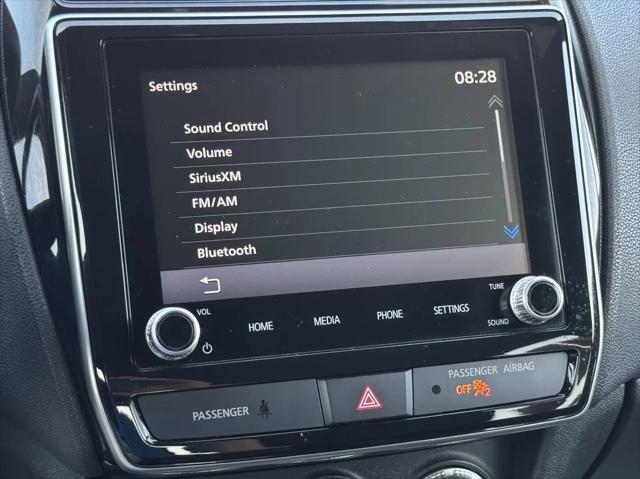 Settings 08:28
Sound Control
Volume
SiriusXM
FM/AM
Display
Bluetooth
VOL HOME MEDIA PHONE SETTINGS TUNE
SOUND
PASSENGER
PASSENGER AIRBAG
OFF 2